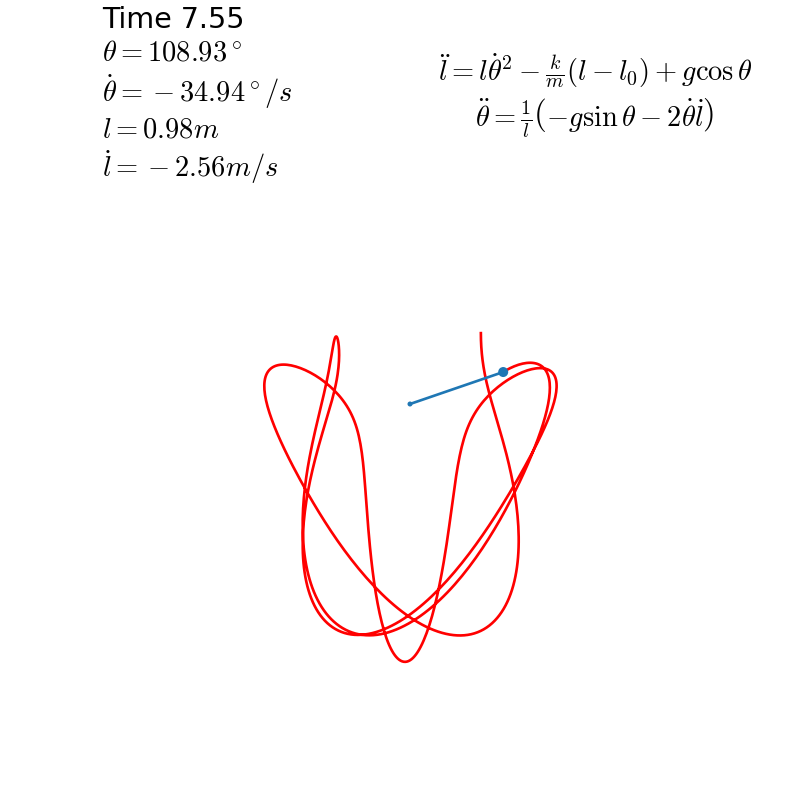 Time 7.55
θ = 108.93°
θ̇ = −34.94°/s
l = 0.98m
l̇ = −2.56m/s
l̈ = lθ̇² − k/m(l − l₀) + g cos θ
θ̈ = 1/l(−g sin θ − 2θ̇l̇)